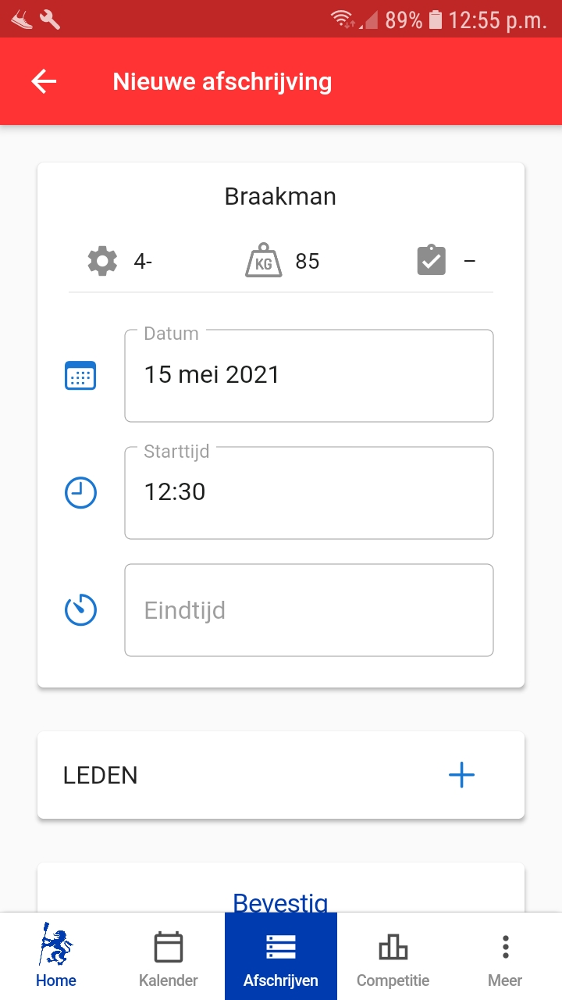 89% 12:55 p.m.
Nieuwe afschrijving
Braakman
4- KG 85 –
Datum
15 mei 2021
Starttijd
12:30
Eindtijd
LEDEN
Bevestig
Home Kalender Afschrijven Competitie Meer